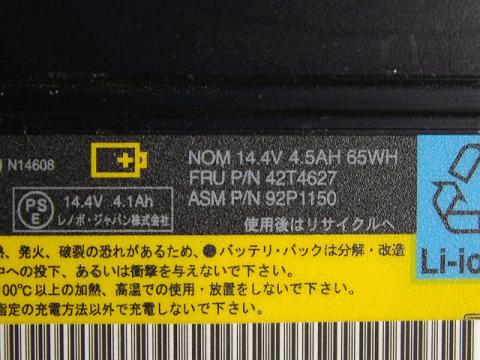 N14608
NOM 14.4V 4.5AH 65WH
FRU P/N 42T4627
ASM P/N 92P1150
PS
E
14.4V 4.1Ah
レノボ・ジャパン株式会社
使用後はリサイクルへ
Li-io
、発火、破裂の恐れがあるため、 バッテリ・パックは分解・改造
中への投下、あるいは衝撃を与えないで下さい。
00℃以上の加熱、高温での使用・放置をしないで下さい。
指定の充電方法以外で充電しないで下さい。